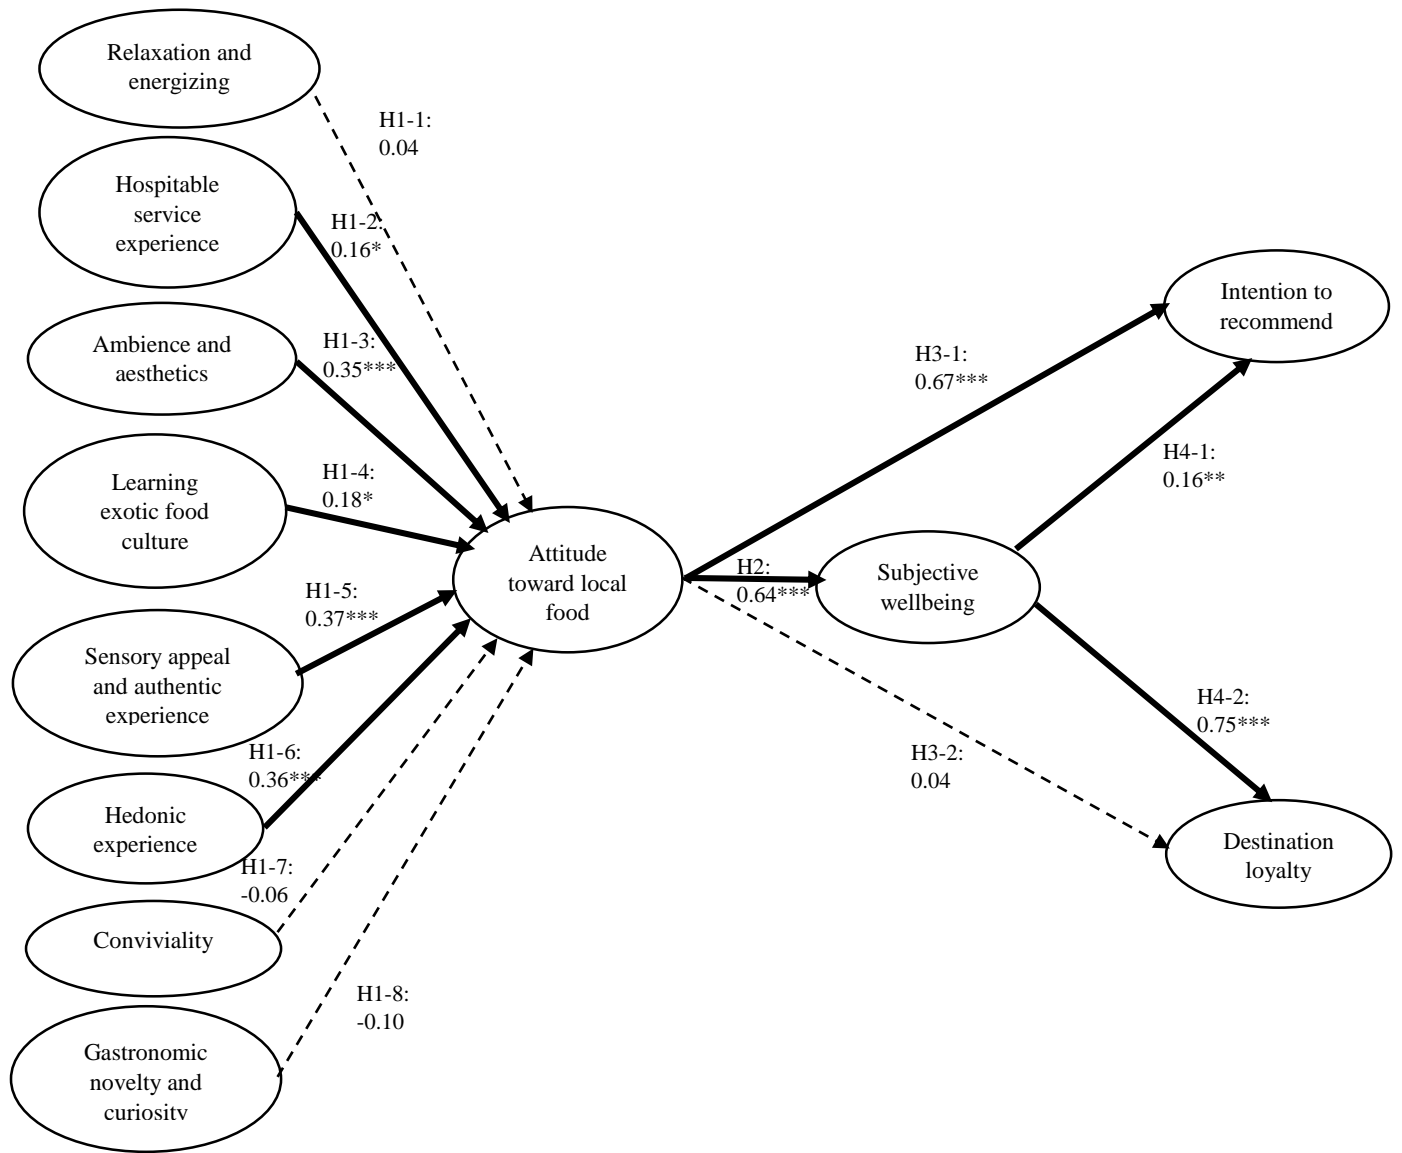 Relaxation and
energizing
H1-1:
0.04
Hospitable
service
experience
H1-2:
0.16*
Ambience and
aesthetics
H1-3:
0.35***
Learning
exotic food
culture
H1-4:
0.18*
Sensory appeal
and authentic
experience
H1-5:
0.37***
Hedonic
experience
H1-6:
0.36***
Conviviality
H1-7:
-0.06
Gastronomic
novelty and
curiosity
H1-8:
-0.10
Attitude
toward local
food
H2:
0.64***
Subjective
wellbeing
H3-1:
0.67***
Intention to
recommend
H4-1:
0.16**
H4-2:
0.75***
H3-2:
0.04
Destination
loyalty